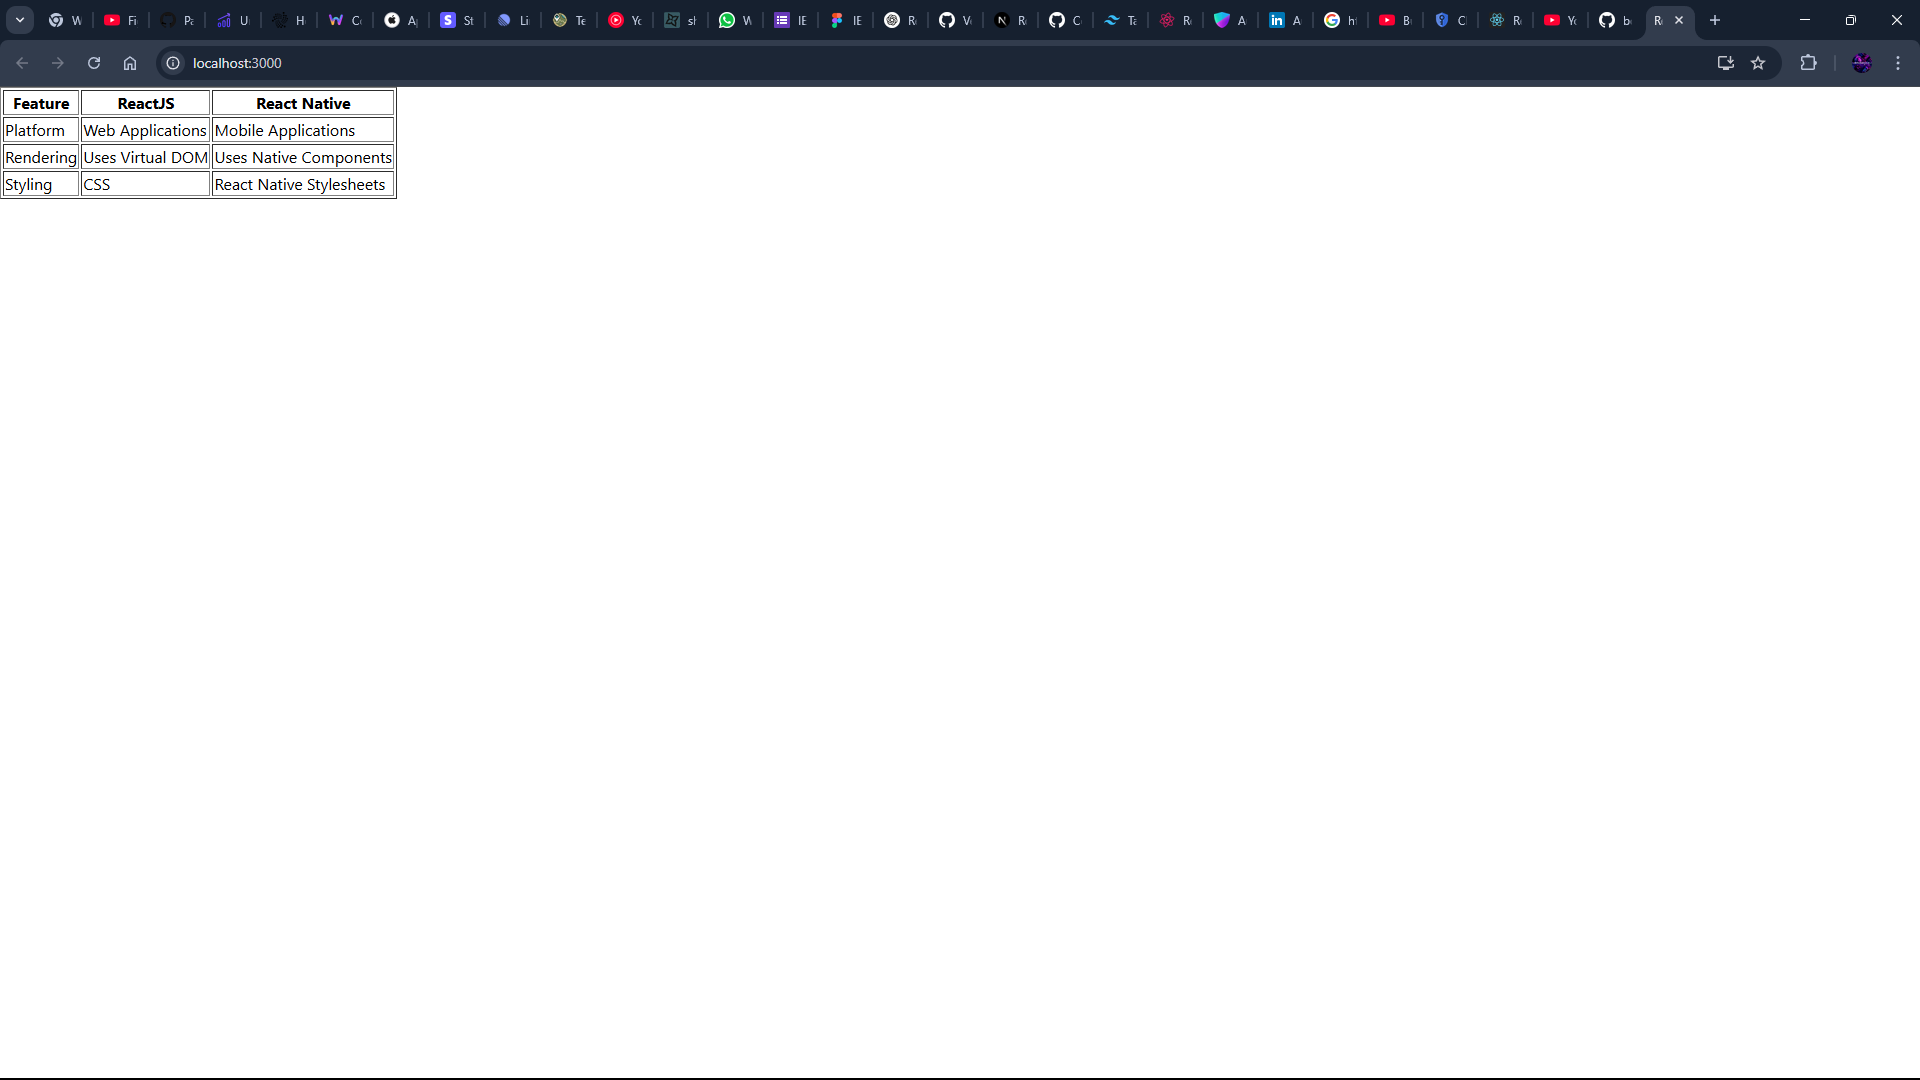 localhost:3000
Feature ReactJS React Native
Platform Web Applications Mobile Applications
Rendering Uses Virtual DOM Uses Native Components
Styling CSS React Native Stylesheets